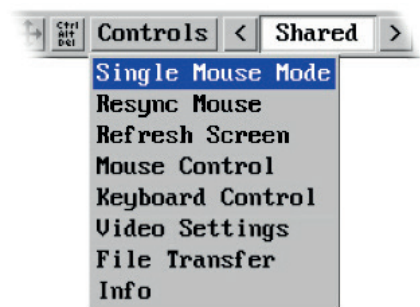 Ctrl Alt Del Controls < Shared >
Single Mouse Mode
Resync Mouse
Refresh Screen
Mouse Control
Keyboard Control
Video Settings
File Transfer
Info